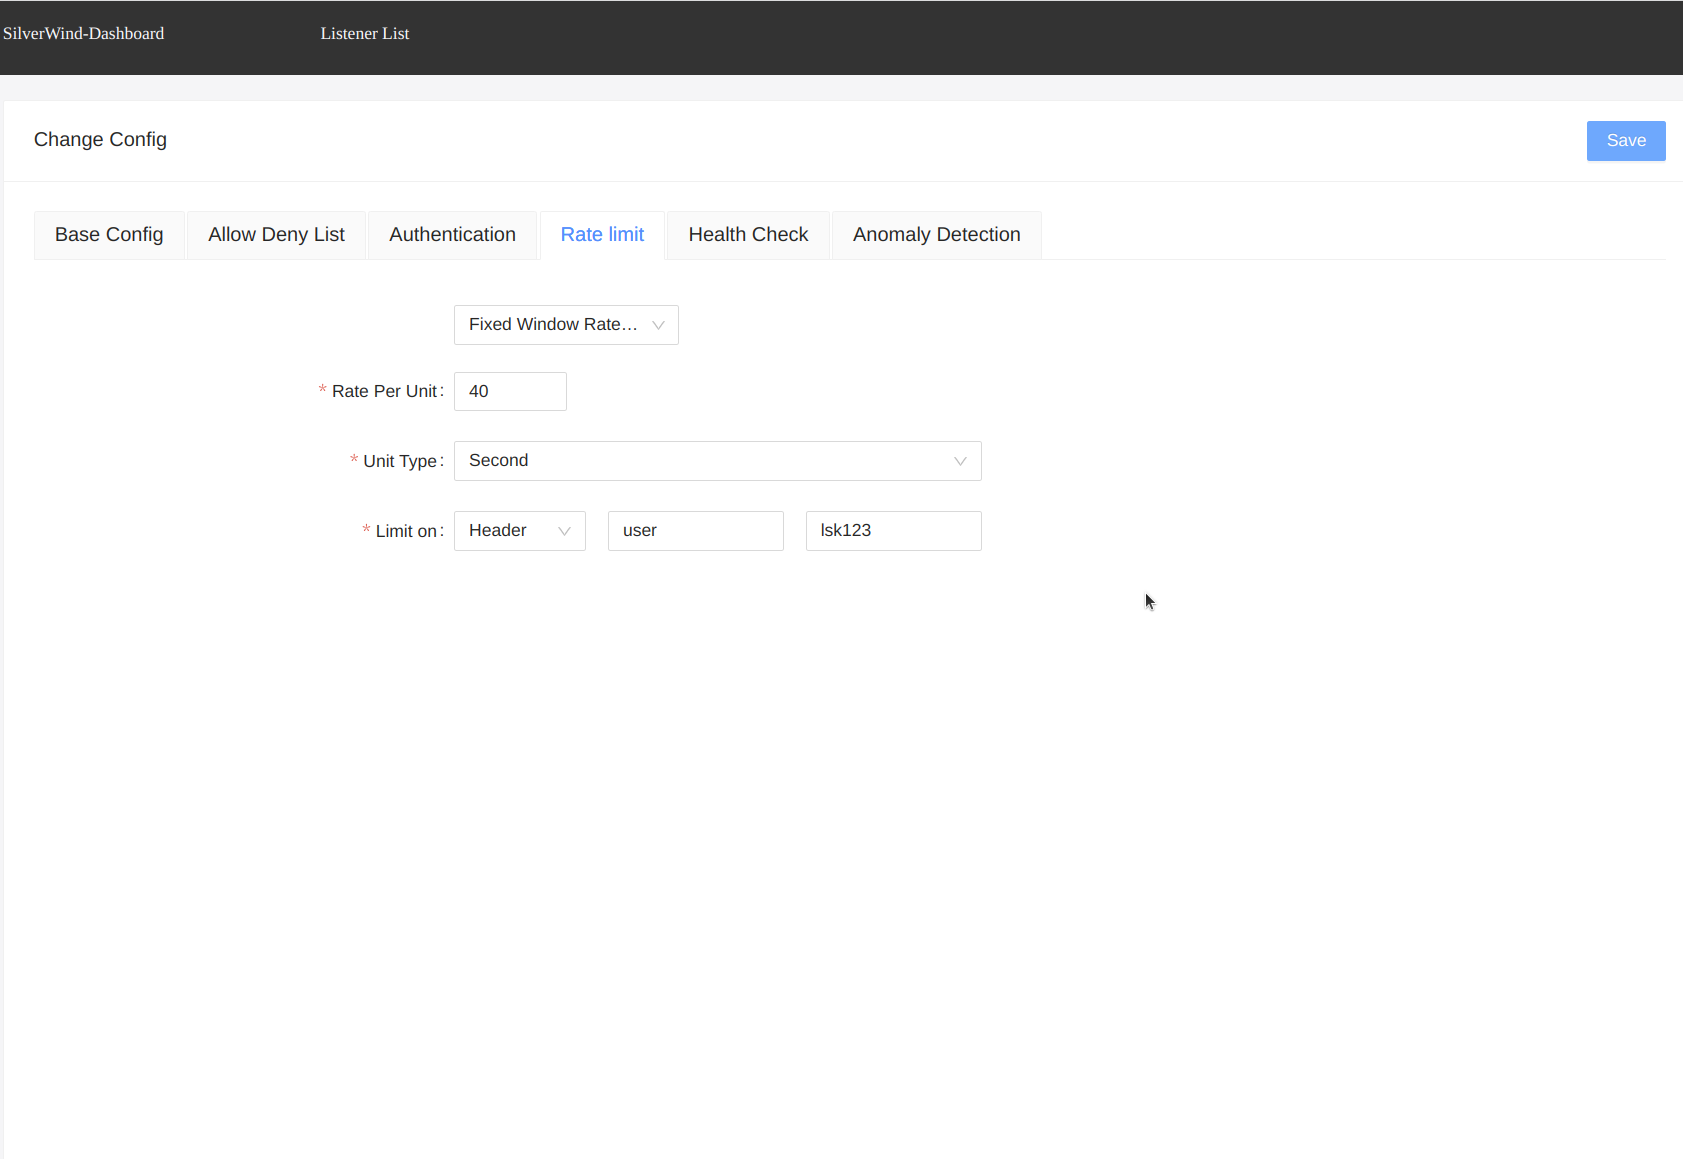 SilverWind-Dashboard Listener List
Change Config Save
Base Config Allow Deny List Authentication Rate limit Health Check Anomaly Detection
Fixed Window Rate...
* Rate Per Unit: 40
* Unit Type: Second
* Limit on: Header user lsk123